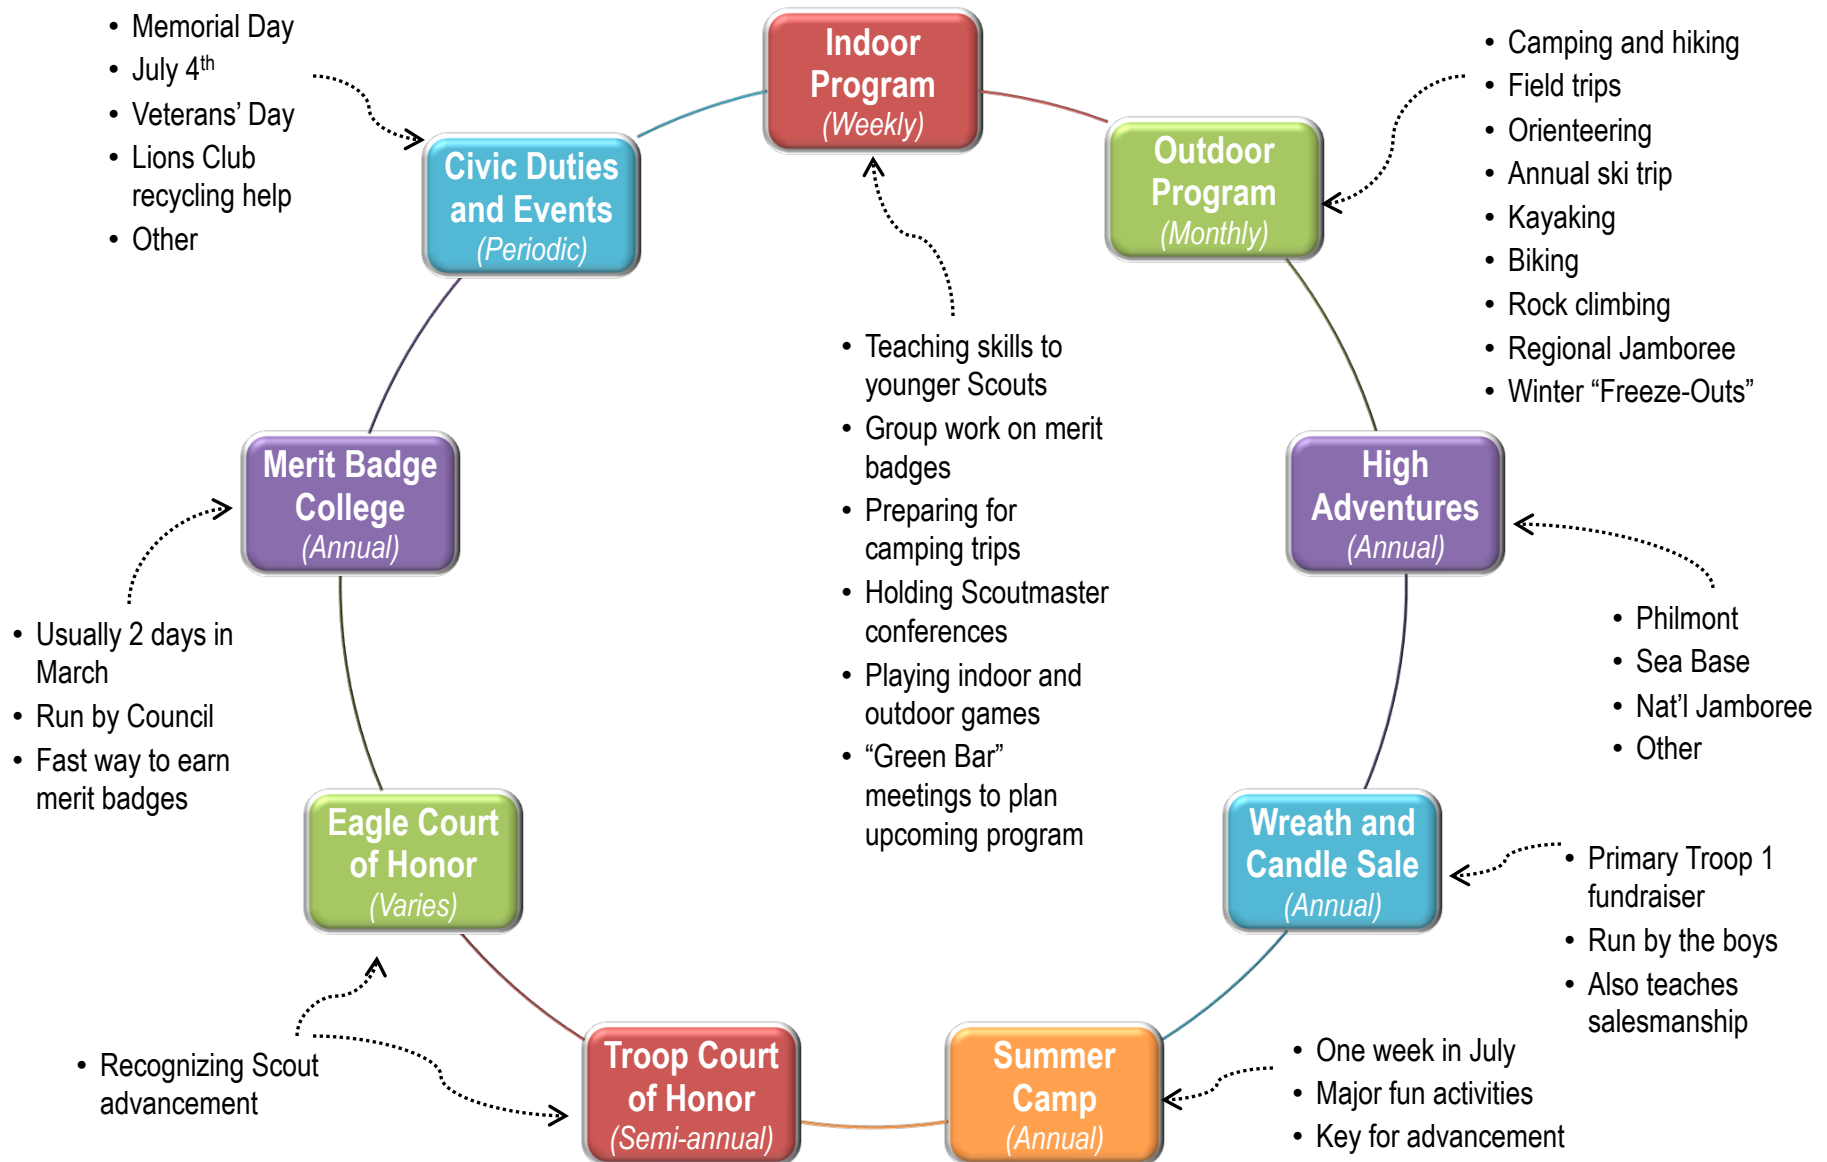 • Memorial Day
• July 4th
• Veterans’ Day
• Lions Club
recycling help
• Other
Indoor
Program
(Weekly)
• Camping and hiking
• Field trips
• Orienteering
• Annual ski trip
• Kayaking
• Biking
• Rock climbing
• Regional Jamboree
• Winter “Freeze-Outs”
Civic Duties
and Events
(Periodic)
Outdoor
Program
(Monthly)
• Teaching skills to
younger Scouts
• Group work on merit
badges
• Preparing for
camping trips
• Holding Scoutmaster
conferences
• Playing indoor and
outdoor games
• “Green Bar”
meetings to plan
upcoming program
Merit Badge
College
(Annual)
High
Adventures
(Annual)
• Usually 2 days in
March
• Run by Council
• Fast way to earn
merit badges
• Philmont
• Sea Base
• Nat’l Jamboree
• Other
Eagle Court
of Honor
(Varies)
Wreath and
Candle Sale
(Annual)
• Primary Troop 1
fundraiser
• Run by the boys
• Also teaches
salesmanship
• Recognizing Scout
advancement
Troop Court
of Honor
(Semi-annual)
Summer
Camp
(Annual)
• One week in July
• Major fun activities
• Key for advancement